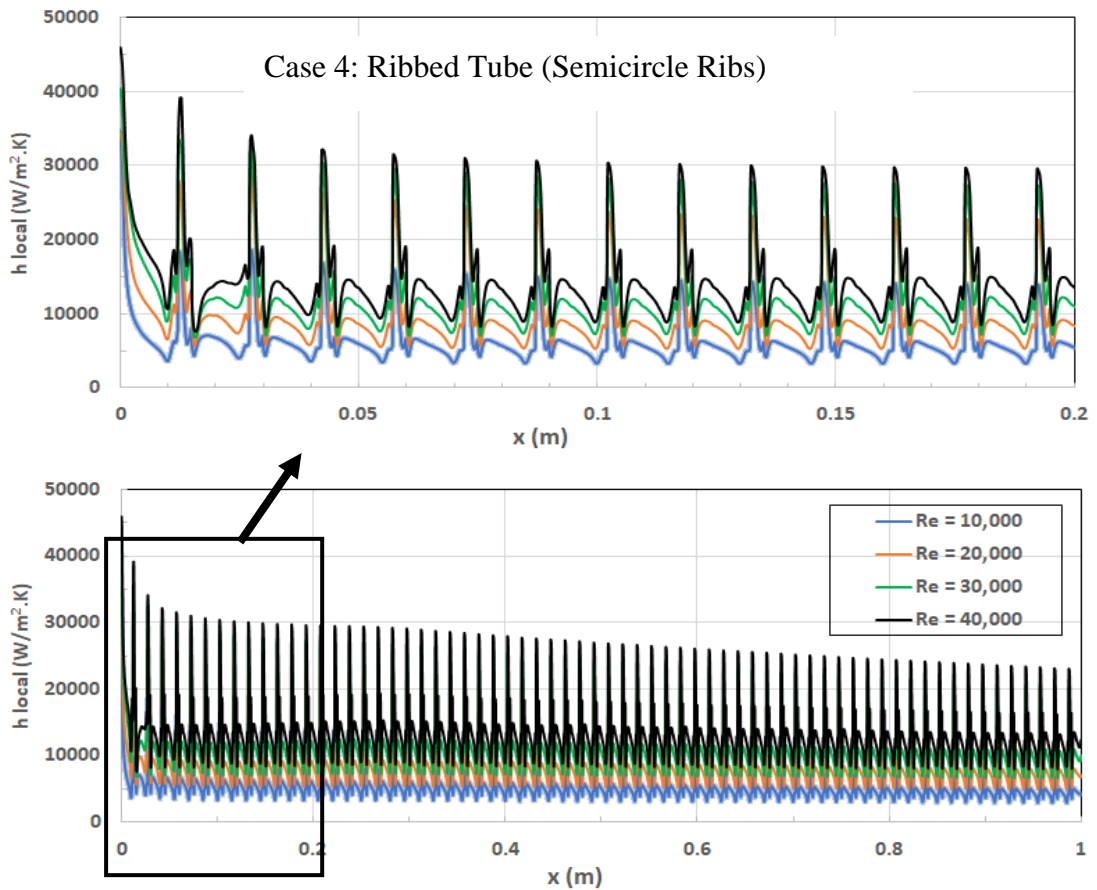 Case 4: Ribbed Tube (Semicircle Ribs)
50000
40000
30000
20000
10000
0
h local (W/m².K)
0
0.05
0.1
0.15
0.2
x (m)
50000
40000
30000
20000
10000
0
h local (W/m².K)
Re = 10,000
Re = 20,000
Re = 30,000
Re = 40,000
0
0.2
0.4
0.6
0.8
1
x (m)